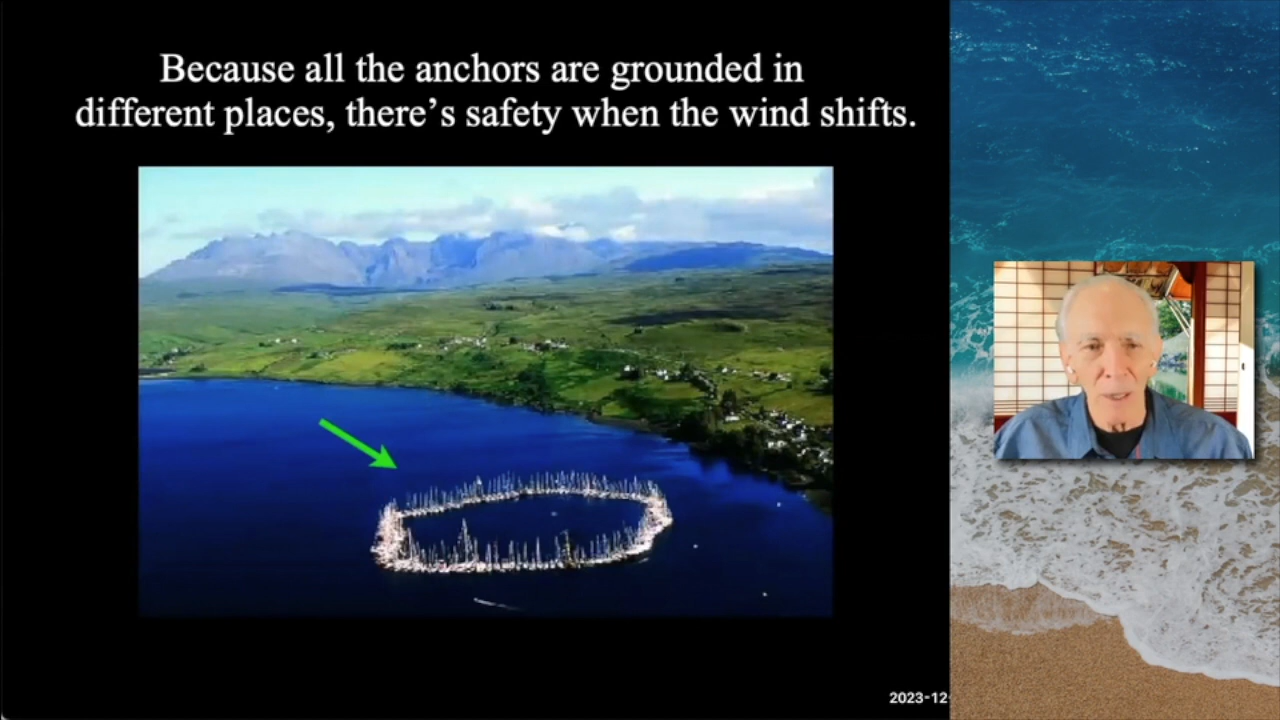 Because all the anchors are grounded in
different places, there’s safety when the wind shifts.
2023-12